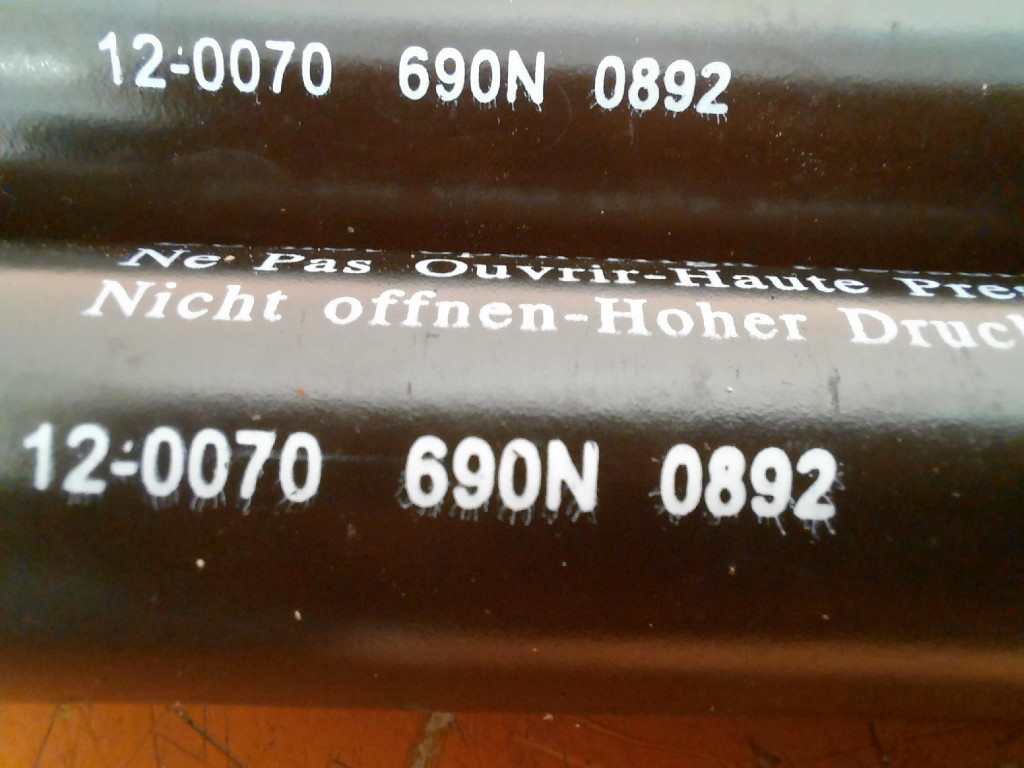 12-0070 690N 0892
Ne Pas Ouvrir-Haute
Nicht offnen-Hoher
12-0070 690N 0892